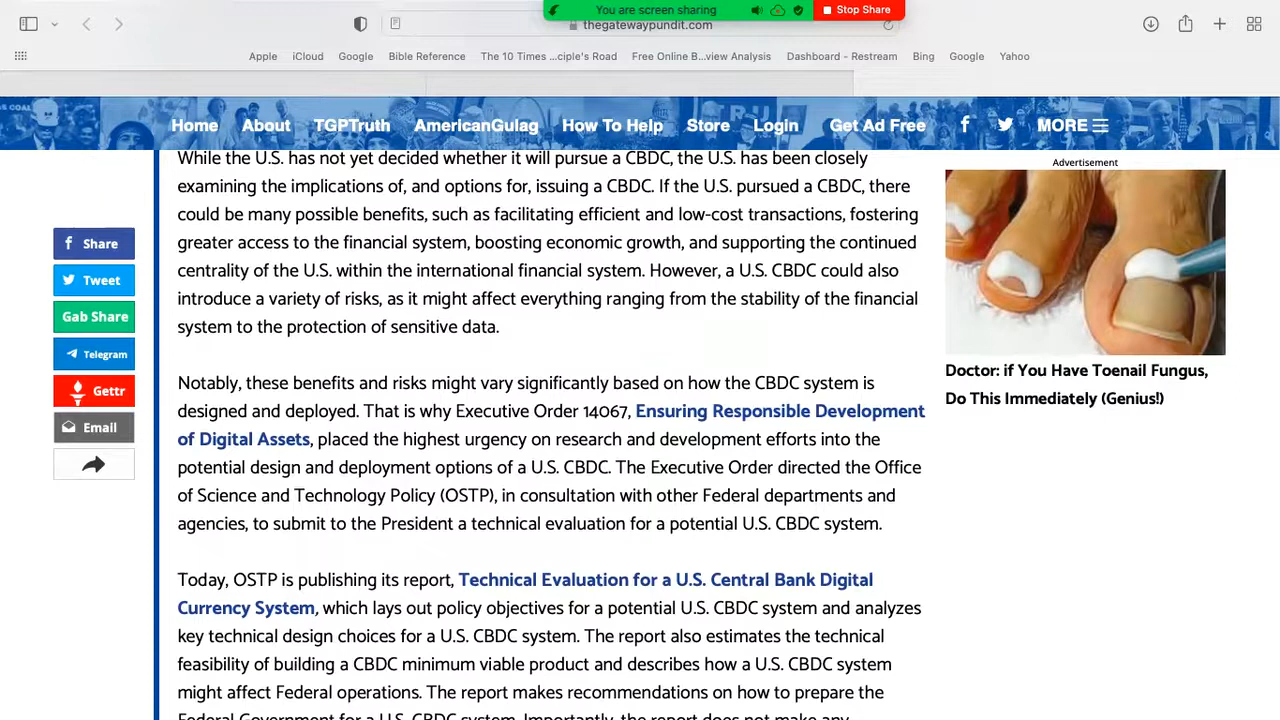 You are screen sharing
Stop Share
thegatewaypundit.com
Apple
iCloud
Google
Bible Reference
The 10 Times ...ciple's Road
Free Online B...view Analysis
Dashboard - Restream
Bing
Google
Yahoo
Home
About
TGPTruth
AmericanGulag
How To Help
Store
Login
Get Ad Free
MORE
While the U.S. has not yet decided whether it will pursue a CBDC, the U.S. has been closely
examining the implications of, and options for, issuing a CBDC. If the U.S. pursued a CBDC, there
could be many possible benefits, such as facilitating efficient and low-cost transactions, fostering
greater access to the financial system, boosting economic growth, and supporting the continued
centrality of the U.S. within the international financial system. However, a U.S. CBDC could also
introduce a variety of risks, as it might affect everything ranging from the stability of the financial
system to the protection of sensitive data.
Notably, these benefits and risks might vary significantly based on how the CBDC system is
designed and deployed. That is why Executive Order 14067, Ensuring Responsible Development
of Digital Assets, placed the highest urgency on research and development efforts into the
potential design and deployment options of a U.S. CBDC. The Executive Order directed the Office
of Science and Technology Policy (OSTP), in consultation with other Federal departments and
agencies, to submit to the President a technical evaluation for a potential U.S. CBDC system.
Today, OSTP is publishing its report, Technical Evaluation for a U.S. Central Bank Digital
Currency System, which lays out policy objectives for a potential U.S. CBDC system and analyzes
key technical design choices for a U.S. CBDC system. The report also estimates the technical
feasibility of building a CBDC minimum viable product and describes how a U.S. CBDC system
might affect Federal operations. The report makes recommendations on how to prepare the
Federal Government for a U.S. CBDC system. Importantly, the report does not make any
Share
Tweet
Gab Share
Telegram
Gettr
Email
Advertisement
Doctor: if You Have Toenail Fungus,
Do This Immediately (Genius!)